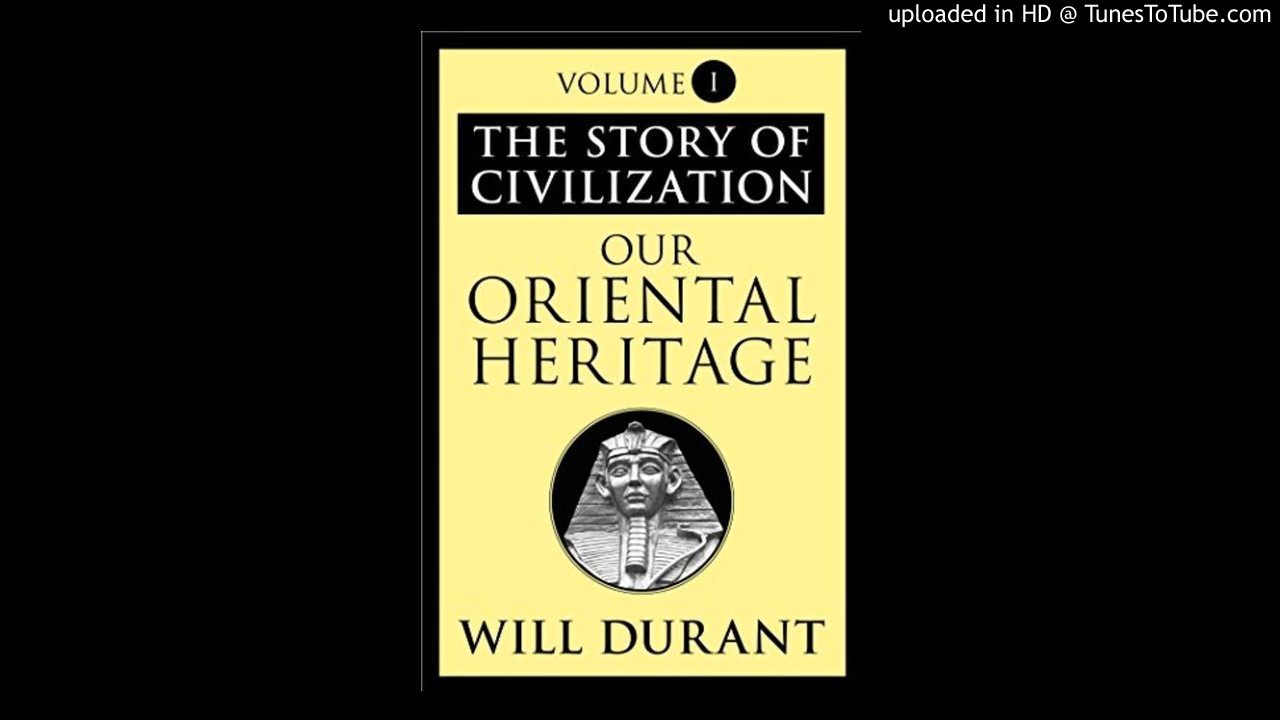 uploaded in HD @ TunesToTube.com
VOLUME I
THE STORY OF
CIVILIZATION
OUR
ORIENTAL
HERITAGE
WILL DURANT